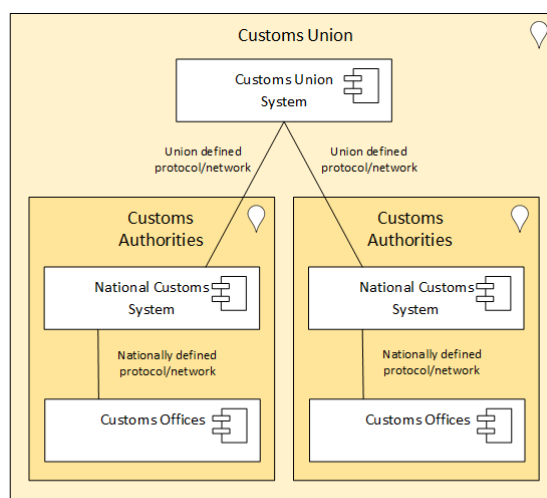 Customs Union
Customs Union
System
Union defined
protocol/network
Union defined
protocol/network
Customs
Authorities
National Customs
System
Nationally defined
protocol/network
Customs Offices
Customs
Authorities
National Customs
System
Nationally defined
protocol/network
Customs Offices